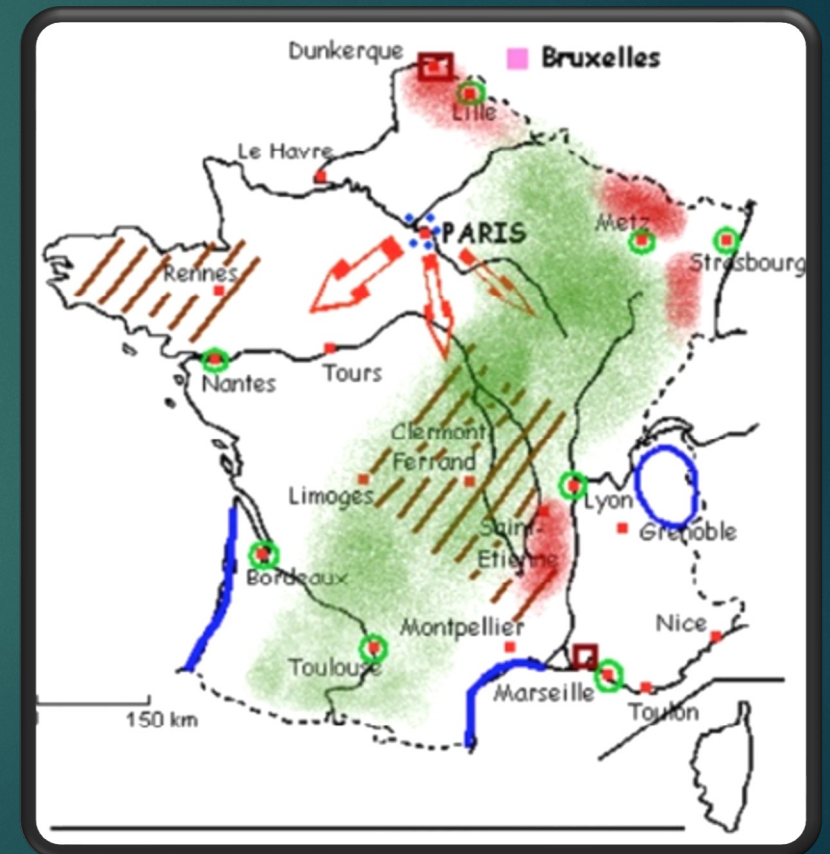 Dunkerque
Bruxelles
Lille
Le Havre
Metz
PARIS
Strasbourg
Rennes
Nantes
Tours
Clermont
Ferrand
Limoges
Lyon
Saint-
Etienne
Grenoble
Bordeaux
Montpellier
Nice
Toulouse
Marseille
Toulon
150 km